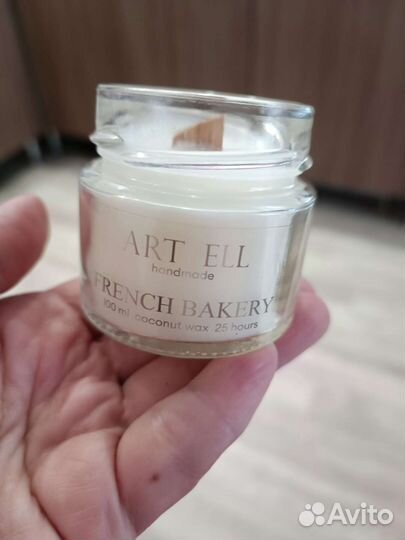 ART ELL
handmade
FRENCH BAKERY
100 ml coconut wax 25 hours
Avito